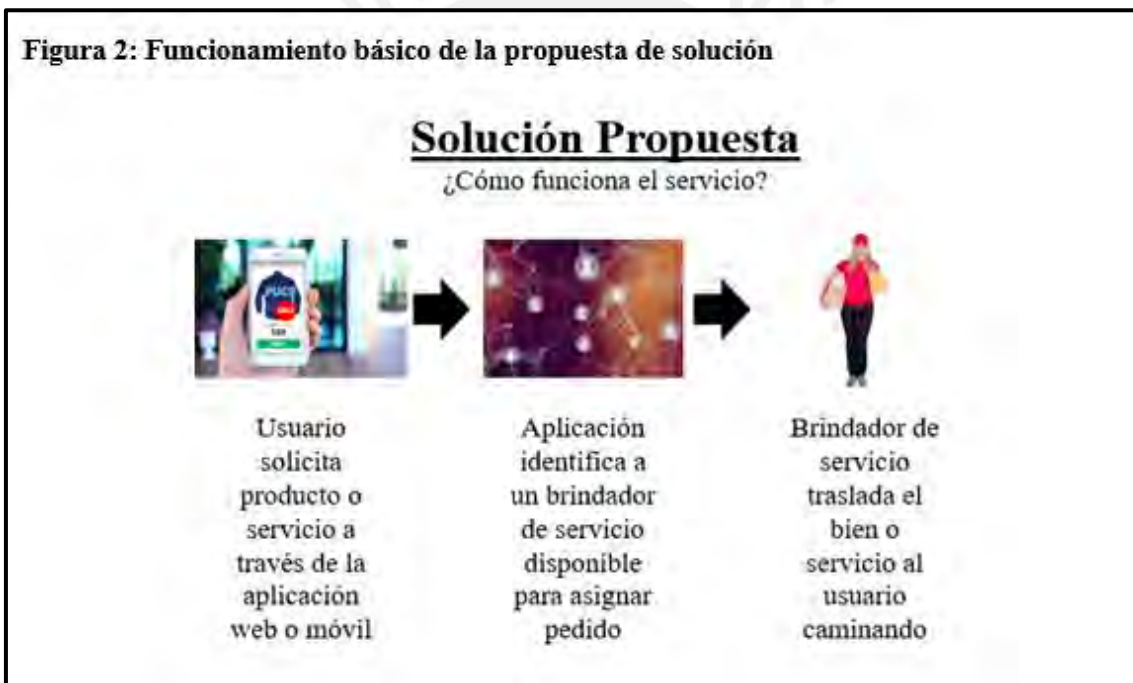 Figura 2: Funcionamiento básico de la propuesta de solución
Solución Propuesta
¿Cómo funciona el servicio?
PUCP
Usuario
solicita
producto o
servicio a
través de la
aplicación
web o móvil
Aplicación
identifica a
un brindador
de servicio
disponible
para asignar
pedido
Brindador de
servicio
traslada el
bien o
servicio al
usuario
caminando